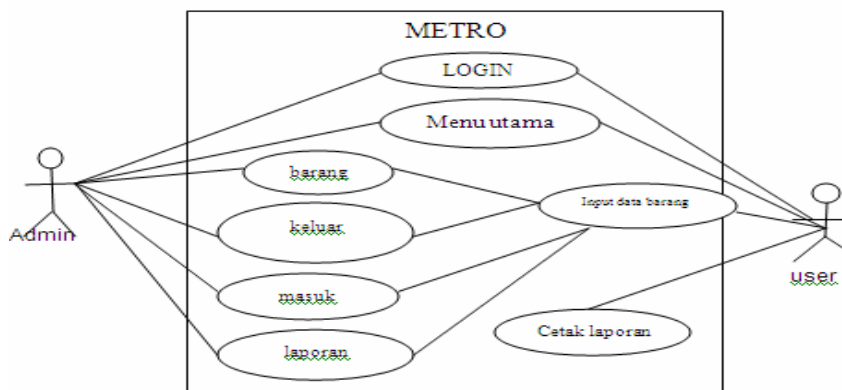 METRO
LOGIN
Menu utama
barang
Input data barang
keluar
Admin
user
masuk
Cetak laporan
laporan